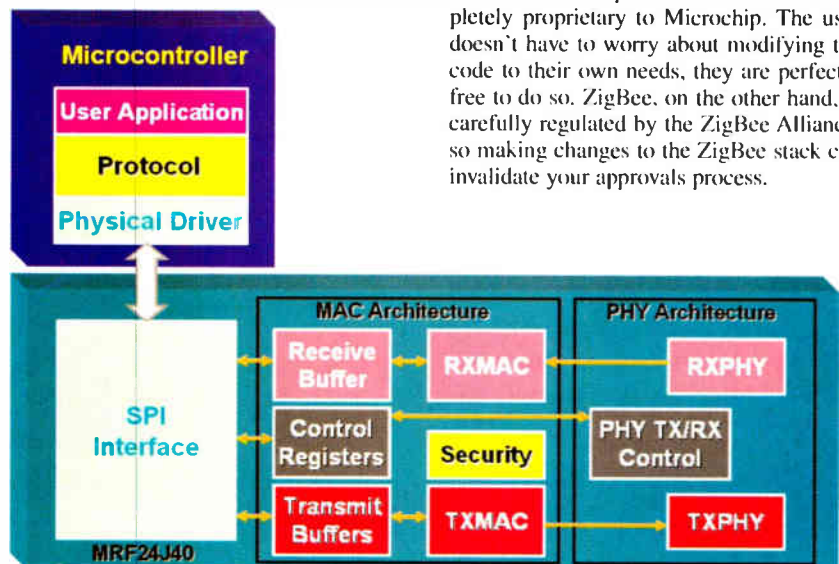 pletely proprietary to Microchip. The
doesn't have to worry about modifying
code to their own needs, they are
free to do so. ZigBee, on the other hand,
carefully regulated by the ZigBee
so making changes to the ZigBee stack
invalidate your approvals process.
Microcontroller
User Application
Protocol
Physical Driver
MAC Architecture
PHY Architecture
Receive
Buffer
RXMAC
RXPHY
SPI
Interface
Control
Registers
Security
PHY TX/RX
Control
Transmit
Buffers
TXMAC
TXPHY
MRF24J40